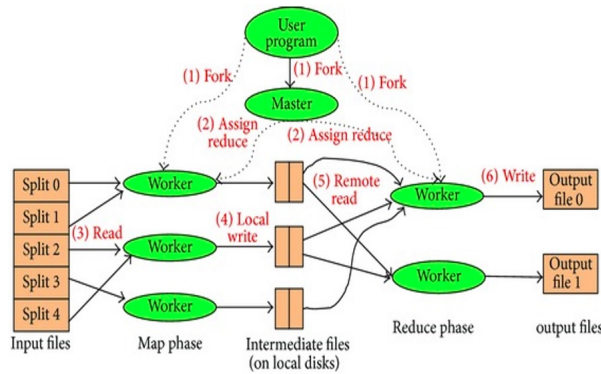 User
program
(1) Fork
(1) Fork
(1) Fork
Master
(2) Assign
reduce
(2) Assign reduce
Split 0
Split 1
Split 2
Split 3
Split 4
Worker
Worker
Worker
(3) Read
(4) Local
write
(5) Remote
read
Worker
Worker
(6) Write
Output
file 0
Output
file 1
Input files
Map phase
Intermediate files
(on local disks)
Reduce phase
output files